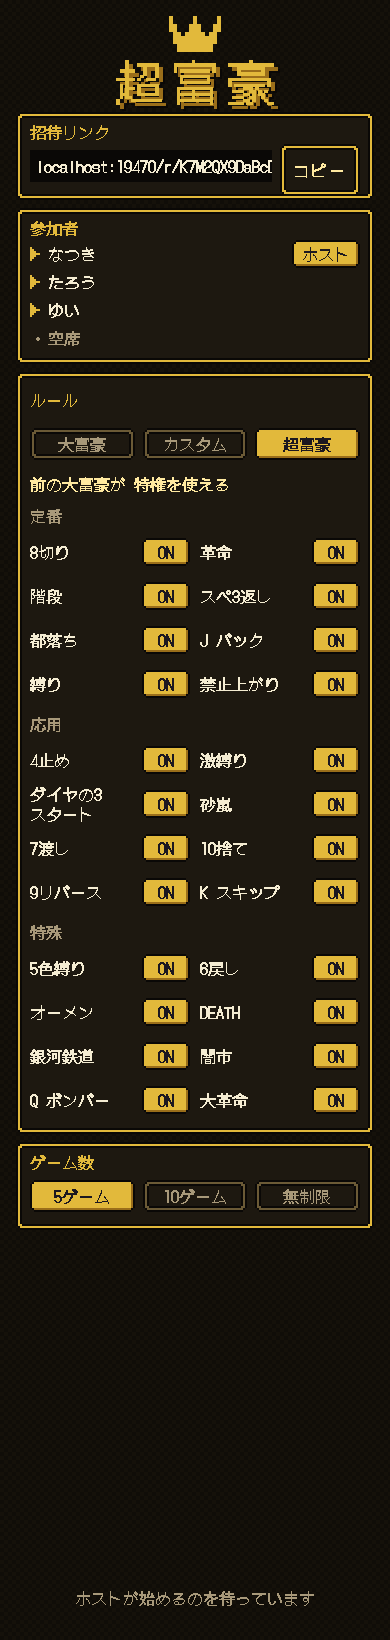 超富豪
招待リンク
localhost:19470/r/K7M2QX9DaBc
コピー
参加者
なつき
ホスト
たろう
ゆい
・空席
ルール
大富豪 カスタム 超富豪
前の大富豪が 特権を使える
定番
8切り ON 革命 ON
階段 ON スペ3返し ON
都落ち ON J バック ON
縛り ON 禁止上がり ON
応用
4止め ON 激縛り ON
ダイヤの3
スタート ON 砂嵐 ON
7渡し ON 10捨て ON
9リバース ON K スキップ ON
特殊
5色縛り ON 6戻し ON
オーメン ON DEATH ON
銀河鉄道 ON 闇市 ON
Q ボンバー ON 大革命 ON
ゲーム数
5ゲーム 10ゲーム 無制限
ホストが始めるのを待っています